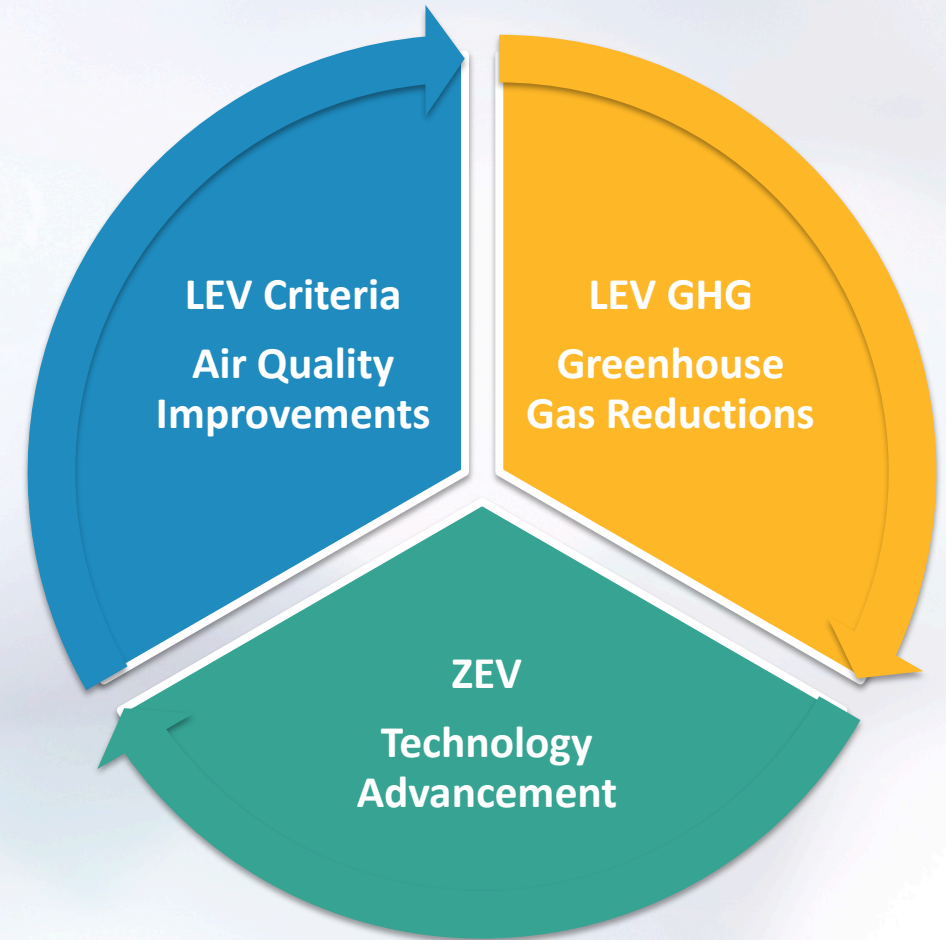 LEV Criteria
Air Quality
Improvements
LEV GHG
Greenhouse
Gas Reductions
ZEV
Technology
Advancement